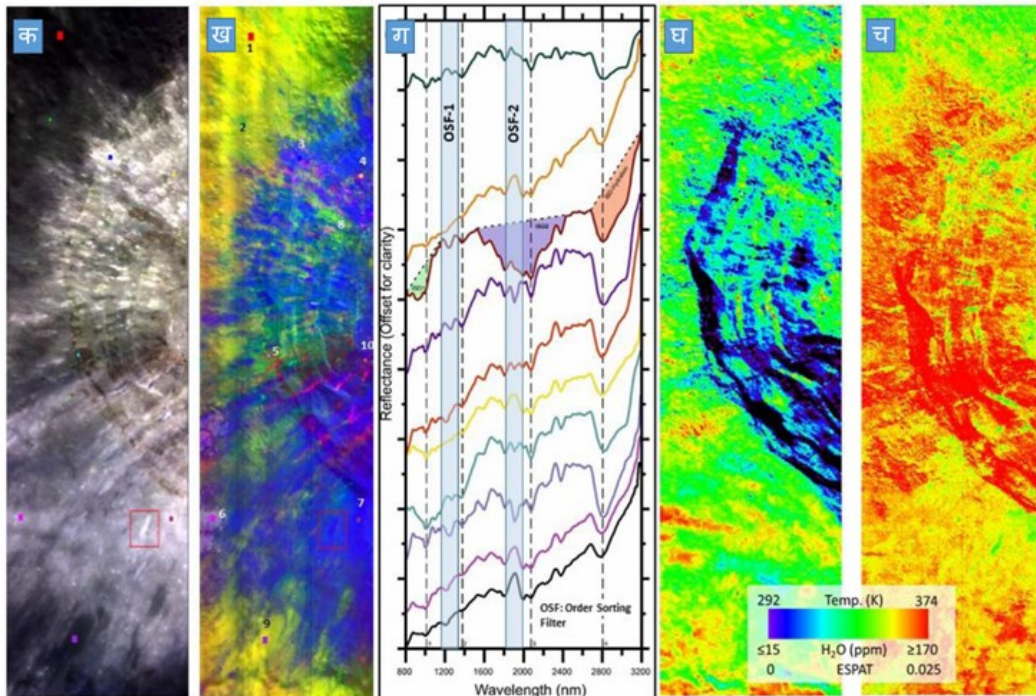 क
ख
ग
घ
च
1
2
3
4
5
6
6
7
9
10
OSF-1
OSF-2
Reflectance (Offset for clarity)
OSF: Order Sorting
Filter
800 1200 1600 2000 2400 2800 3200
Wavelength (nm)
292 Temp. (K) 374
≤15 H₂O (ppm) ≥170
0 ESPAT 0.025